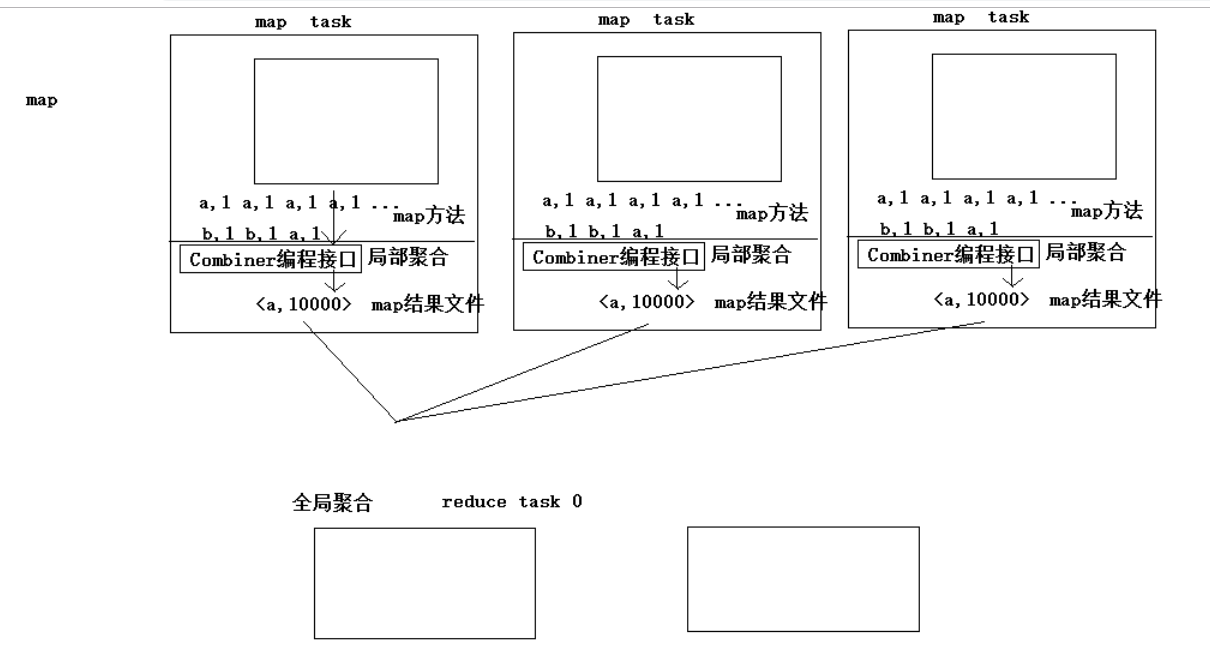 map task
map task
map task
map
a,1 a,1 a,1 a,1 ...
map方法
b,1 b,1 a,1
Combiner编程接口
局部聚合
<a,10000>
map结果文件
a,1 a,1 a,1 a,1 ...
map方法
b,1 b,1 a,1
Combiner编程接口
局部聚合
<a,10000>
map结果文件
a,1 a,1 a,1 a,1 ...
map方法
b,1 b,1 a,1
Combiner编程接口
局部聚合
<a,10000>
map结果文件
全局聚合
reduce task 0